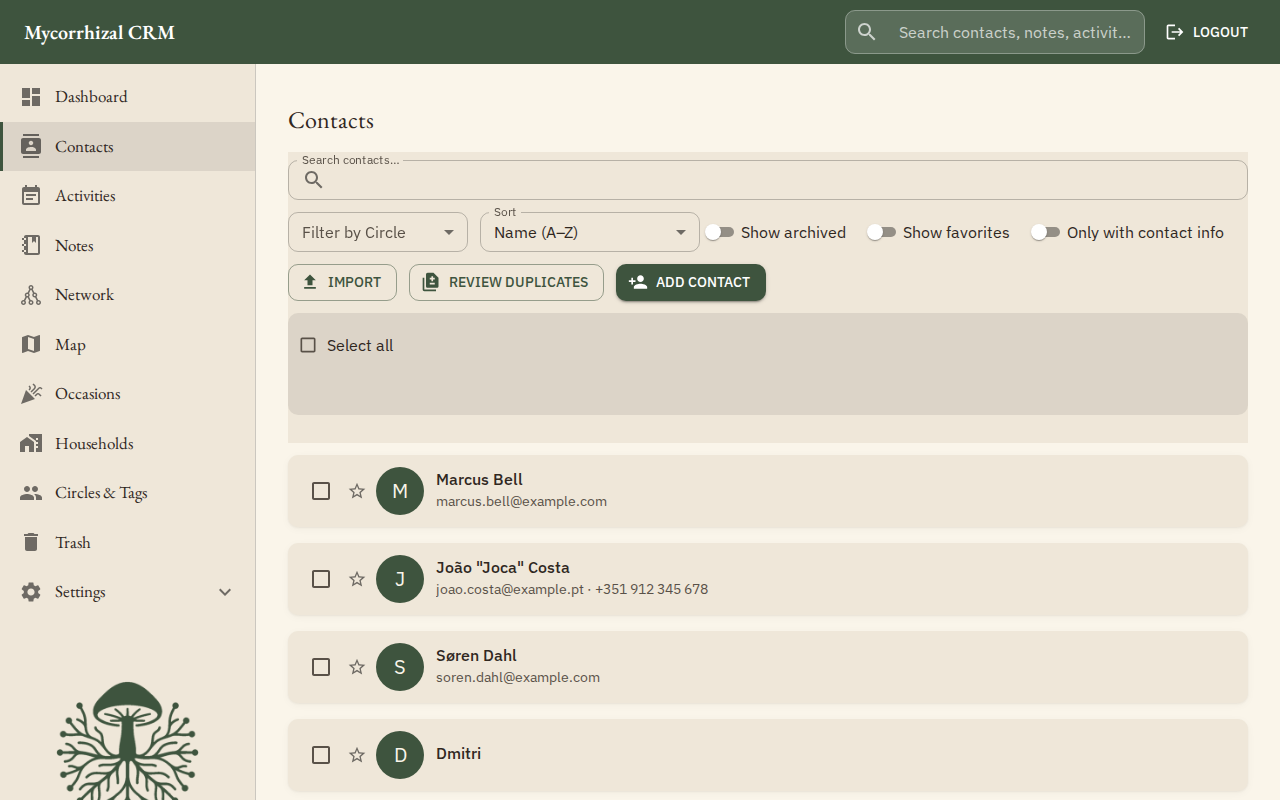 Mycorrhizal CRM
Search contacts, notes, activit...
LOGOUT
Dashboard
Contacts
Activities
Notes
Network
Map
Occasions
Households
Circles & Tags
Trash
Settings
Contacts
Search contacts...
Filter by Circle
Sort
Name (A–Z)
Show archived
Show favorites
Only with contact info
IMPORT
REVIEW DUPLICATES
ADD CONTACT
Select all
M
Marcus Bell
marcus.bell@example.com
J
João "Joca" Costa
joao.costa@example.pt · +351 912 345 678
S
Søren Dahl
soren.dahl@example.com
D
Dmitri